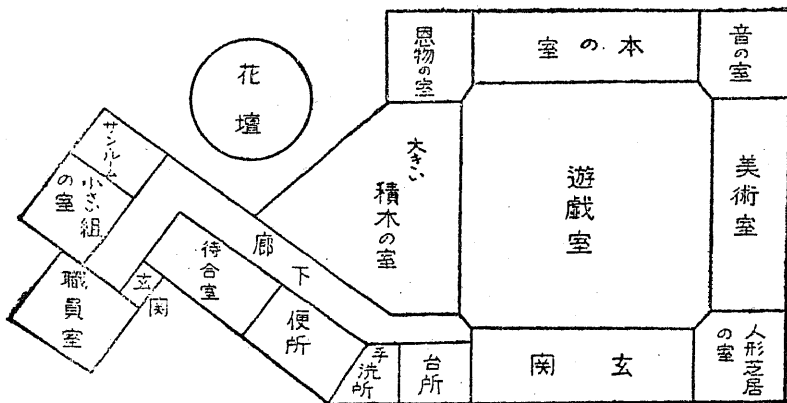 恩物の室
室の本
音の室
花壇
サンルーム
小さい組
の室
大きい
積木の室
遊戯室
美術室
廊下
待合室
玄関
職員室
便所
手洗所
台所
関玄
人形芝居
の室